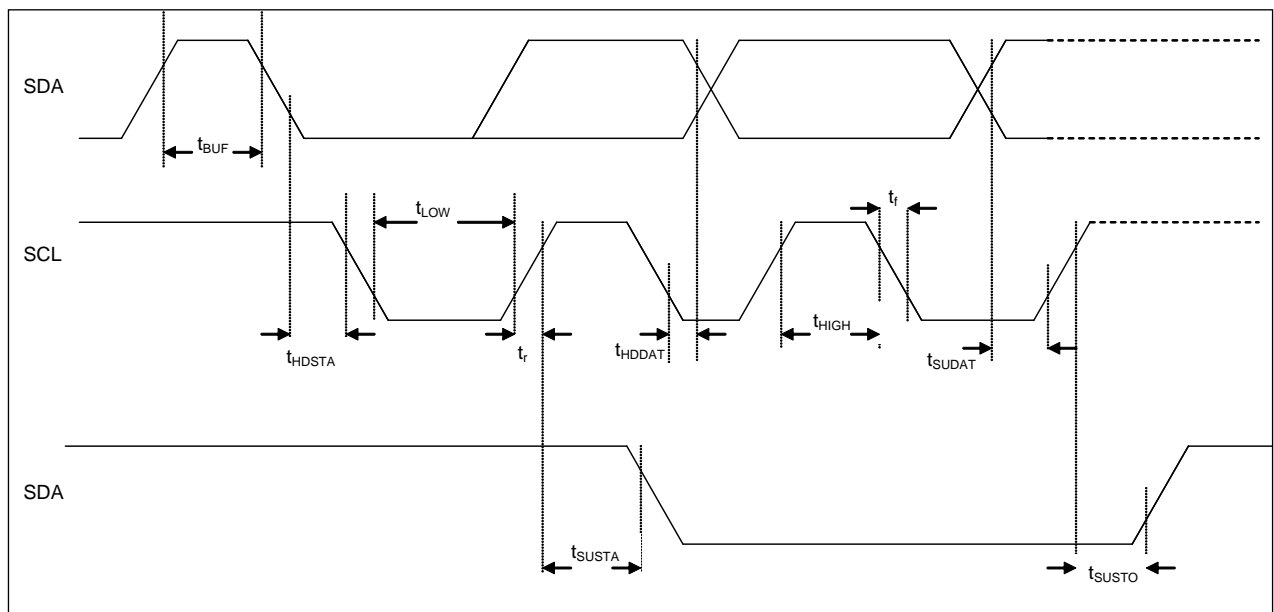 SDA
tBUF
tLOW
tf
SCL
tHDSTA
tr
tHDDAT
tHIGH
tSUDAT
SDA
tSUSTA
tSUSTO